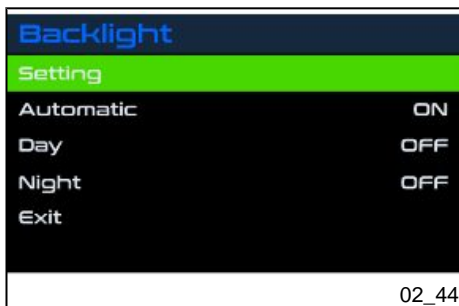 Backlight
Setting
Automatic ON
Day OFF
Night OFF
Exit
02_44